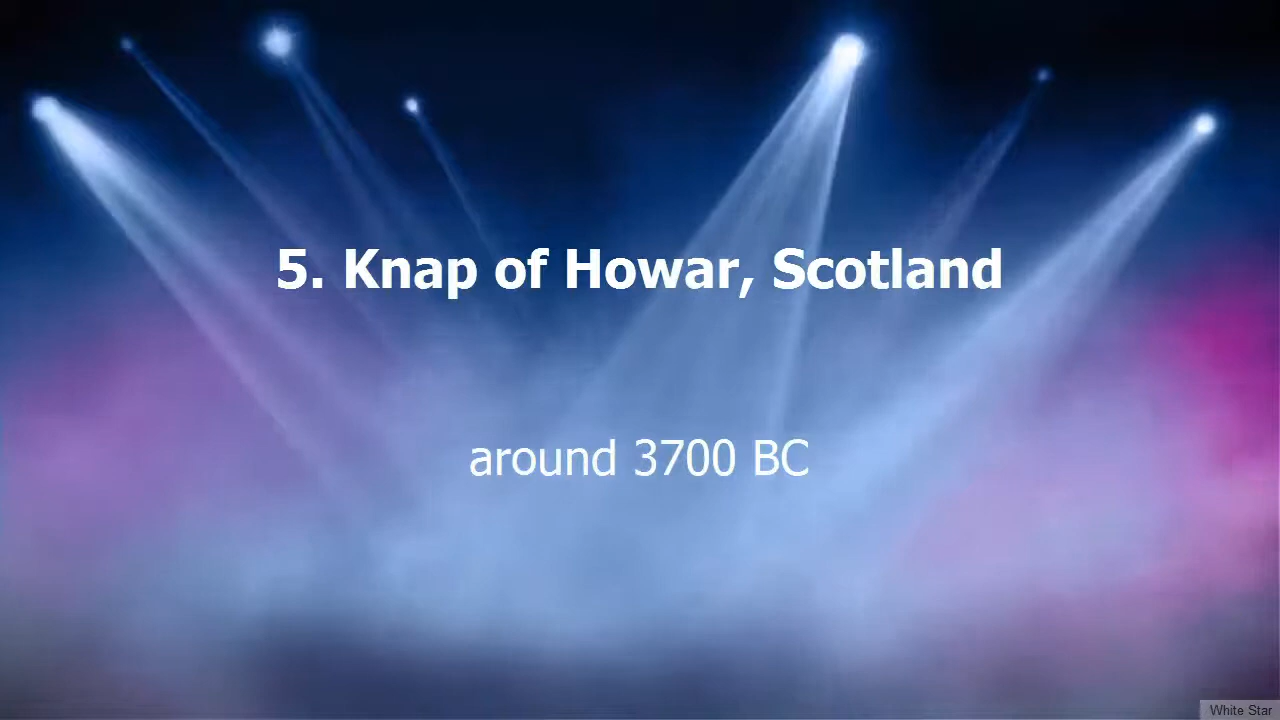 5. Knap of Howar, Scotland
around 3700 BC
White Star